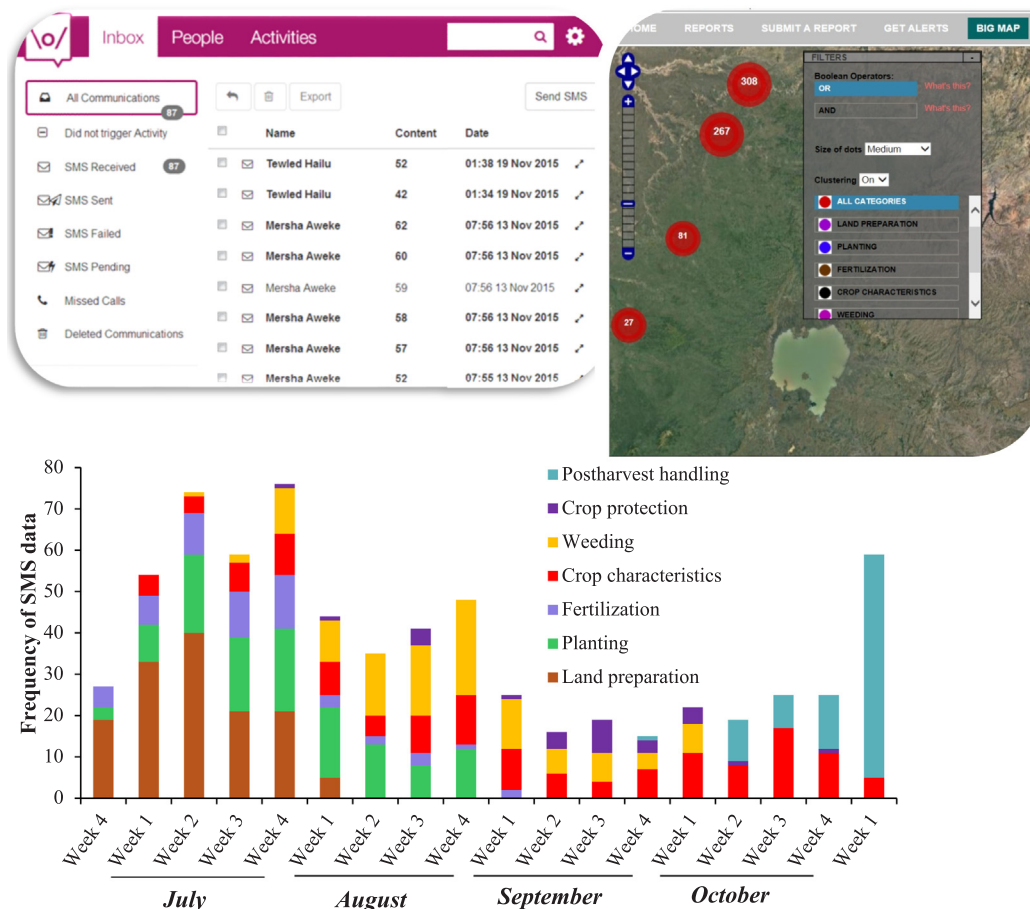 \o/ Inbox People Activities
All Communications
87
Did not trigger Activity
SMS Received 87
SMS Sent
SMS Failed
SMS Pending
Missed Calls
Deleted Communications
Export Send SMS
Name Content Date
Tewled Hailu 52 01:38 19 Nov 2015
Tewled Hailu 42 01:34 19 Nov 2015
Mersha Aweke 62 07:56 13 Nov 2015
Mersha Aweke 60 07:56 13 Nov 2015
Mersha Aweke 59 07:56 13 Nov 2015
Mersha Aweke 58 07:56 13 Nov 2015
Mersha Aweke 57 07:56 13 Nov 2015
Mersha Aweke 52 07:55 13 Nov 2015
OME REPORTS SUBMIT A REPORT GET ALERTS BIG MAP
FILTERS -
Boolean Operators:
OR What's this?
AND What's this?
Size of dots Medium
Clustering On
ALL CATEGORIES
LAND PREPARATION
PLANTING
FERTILIZATION
CROP CHARACTERISTICS
WEEDING
308
267
81
27
Frequency of SMS data
80
70
60
50
40
30
20
10
0
Postharvest handling
Crop protection
Weeding
Crop characteristics
Fertilization
Planting
Land preparation
Week 4 Week 1 Week 2 Week 3 Week 4 Week 1 Week 2 Week 3 Week 4 Week 1 Week 2 Week 3 Week 4 Week 1 Week 2 Week 3 Week 4 Week 1
July August September October